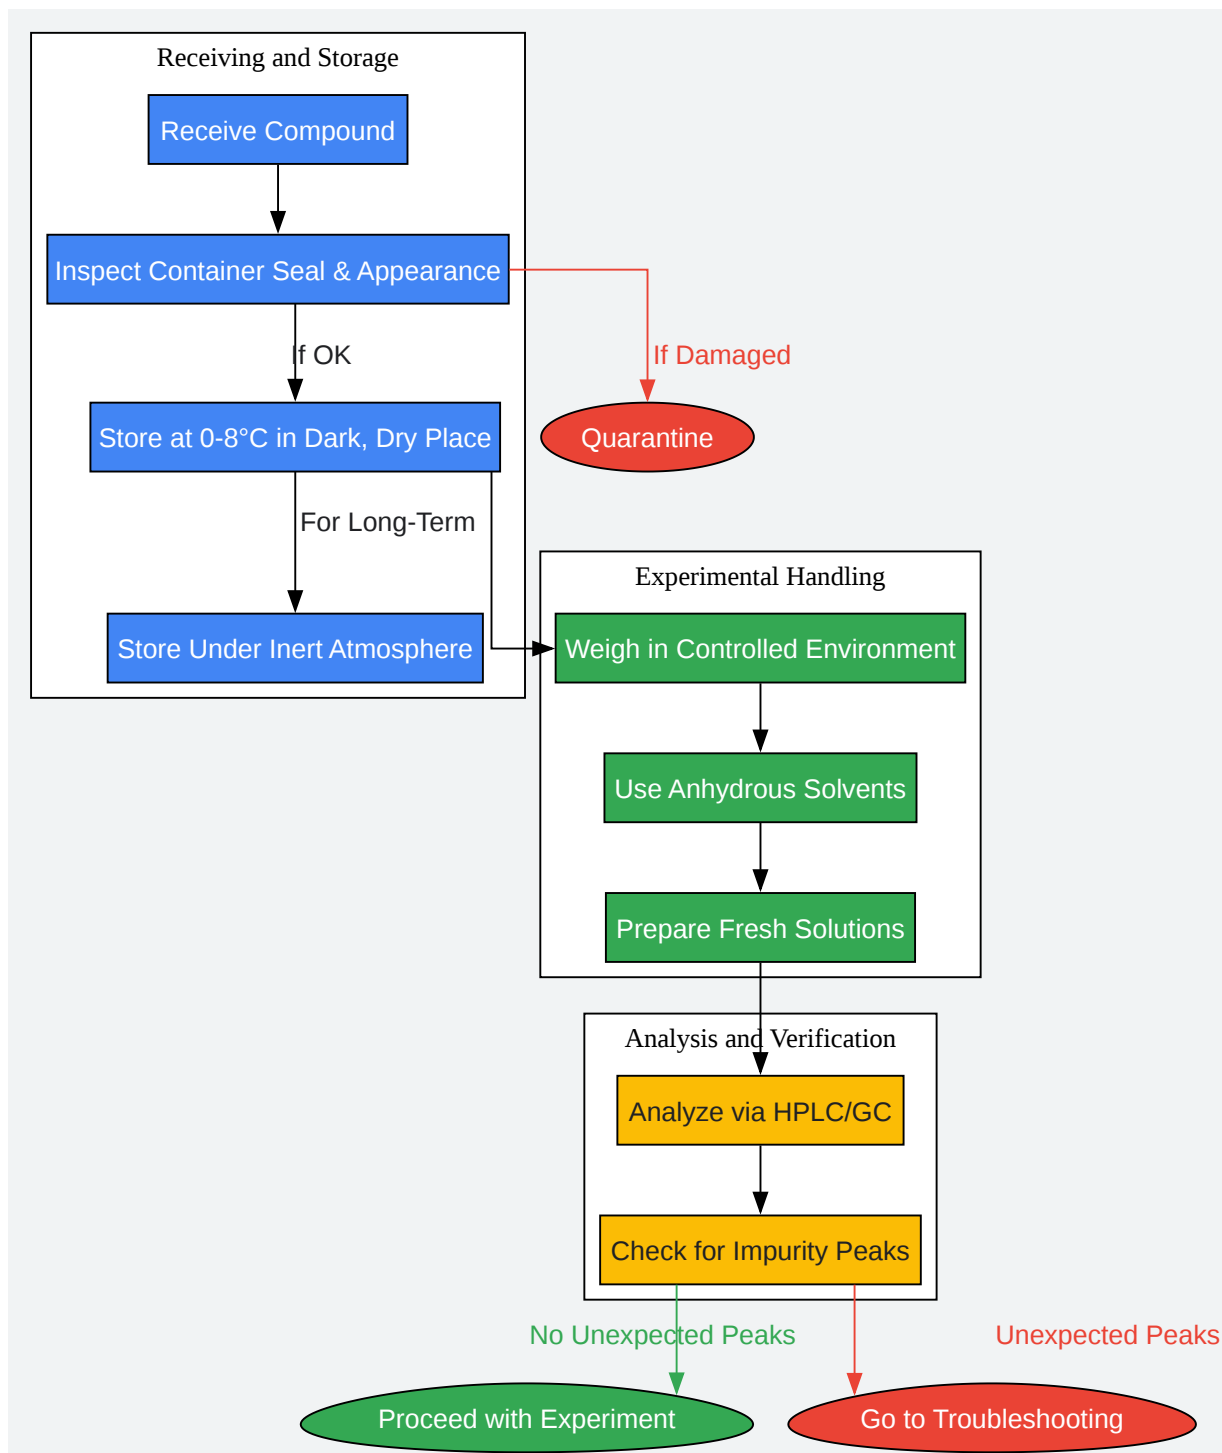 Receiving and Storage
Receive Compound
Inspect Container Seal & Appearance
If OK
If Damaged
Store at 0-8°C in Dark, Dry Place
Quarantine
For Long-Term
Experimental Handling
Store Under Inert Atmosphere
Weigh in Controlled Environment
Use Anhydrous Solvents
Prepare Fresh Solutions
Analysis and Verification
Analyze via HPLC/GC
Check for Impurity Peaks
No Unexpected Peaks
Unexpected Peaks
Proceed with Experiment
Go to Troubleshooting